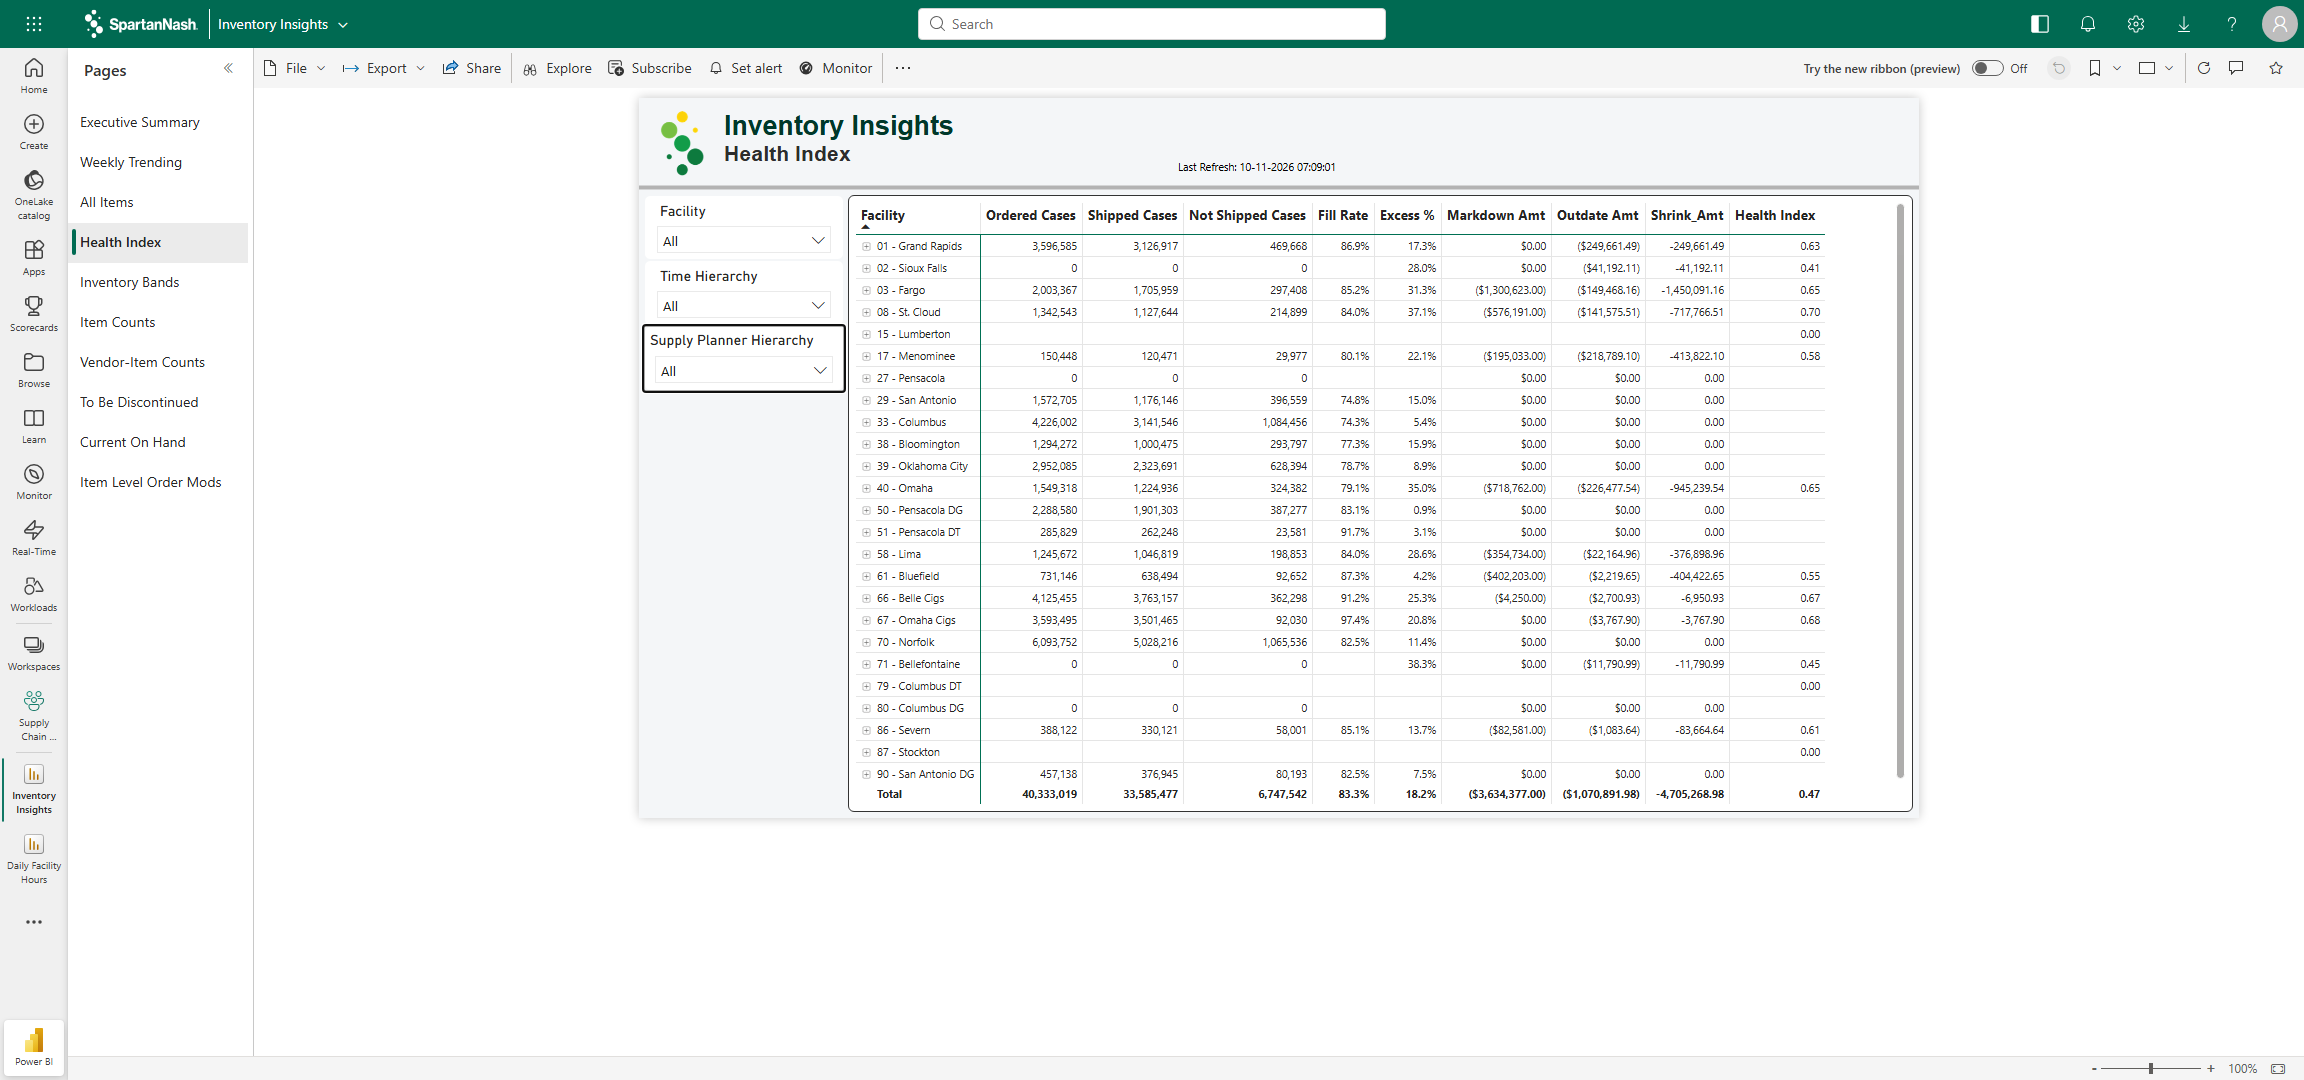 SpartanNash
Inventory Insights
Search
Home
Create
OneLake
catalog
Apps
Scorecards
Browse
Learn
Monitor
Real-Time
Workloads
Workspaces
Supply
Chain ...
Inventory
Insights
Daily Facility
Hours
Power BI
Pages
Executive Summary
Weekly Trending
All Items
Health Index
Inventory Bands
Item Counts
Vendor-Item Counts
To Be Discontinued
Current On Hand
Item Level Order Mods
File Export Share Explore Subscribe Set alert Monitor ... Try the new ribbon (preview) Off
Inventory Insights
Health Index
Last Refresh: 10-11-2026 07:09:01
Facility
All
Time Hierarchy
All
Supply Planner Hierarchy
All
Facility Ordered Cases Shipped Cases Not Shipped Cases Fill Rate Excess % Markdown Amt Outdate Amt Shrink_Amt Health Index
01 - Grand Rapids 3,596,585 3,126,917 469,668 86.9% 17.3% $0.00 ($249,661.49) -249,661.49 0.63
02 - Sioux Falls 0 0 0 28.0% $0.00 ($41,192.11) -41,192.11 0.41
03 - Fargo 2,003,367 1,705,959 297,408 85.2% 31.3% ($1,300,623.00) ($149,468.16) -1,450,091.16 0.65
08 - St. Cloud 1,342,543 1,127,644 214,899 84.0% 37.1% ($576,191.00) ($141,575.51) -717,766.51 0.70
15 - Lumberton 0.00
17 - Menominee 150,448 120,471 29,977 80.1% 22.1% ($195,033.00) ($218,789.10) -413,822.10 0.58
27 - Pensacola 0 0 0 $0.00 $0.00 0.00
29 - San Antonio 1,572,705 1,176,146 396,559 74.8% 15.0% $0.00 $0.00 0.00
33 - Columbus 4,226,002 3,141,546 1,084,456 74.3% 5.4% $0.00 $0.00 0.00
38 - Bloomington 1,294,272 1,000,475 293,797 77.3% 15.9% $0.00 $0.00 0.00
39 - Oklahoma City 2,952,085 2,323,691 628,394 78.7% 8.9% $0.00 $0.00 0.00
40 - Omaha 1,549,318 1,224,936 324,382 79.1% 35.0% ($718,762.00) ($226,477.54) -945,239.54 0.65
50 - Pensacola DG 2,288,580 1,901,303 387,277 83.1% 0.9% $0.00 $0.00 0.00
51 - Pensacola DT 285,829 262,248 23,581 91.7% 3.1% $0.00 $0.00 0.00
58 - Lima 1,245,672 1,046,819 198,853 84.0% 28.6% ($354,734.00) ($22,164.96) -376,898.96
61 - Bluefield 731,146 638,494 92,652 87.3% 4.2% ($402,203.00) ($2,219.65) -404,422.65 0.55
66 - Belle Cigs 4,125,455 3,763,157 362,298 91.2% 25.3% ($4,250.00) ($2,700.93) -6,950.93 0.67
67 - Omaha Cigs 3,593,495 3,501,465 92,030 97.4% 20.8% $0.00 ($3,767.90) -3,767.90 0.68
70 - Norfolk 6,093,752 5,028,216 1,065,536 82.5% 11.4% $0.00 $0.00 0.00
71 - Bellefontaine 0 0 0 38.3% $0.00 ($11,790.99) -11,790.99 0.45
79 - Columbus DT 0.00
80 - Columbus DG 0 0 0 $0.00 $0.00 0.00
86 - Severn 388,122 330,121 58,001 85.1% 13.7% ($82,581.00) ($1,083.64) -83,664.64 0.61
87 - Stockton 0.00
90 - San Antonio DG 457,138 376,945 80,193 82.5% 7.5% $0.00 $0.00 0.00
Total 40,333,019 33,585,477 6,747,542 83.3% 18.2% ($3,634,377.00) ($1,070,891.98) -4,705,268.98 0.47
- + 100%